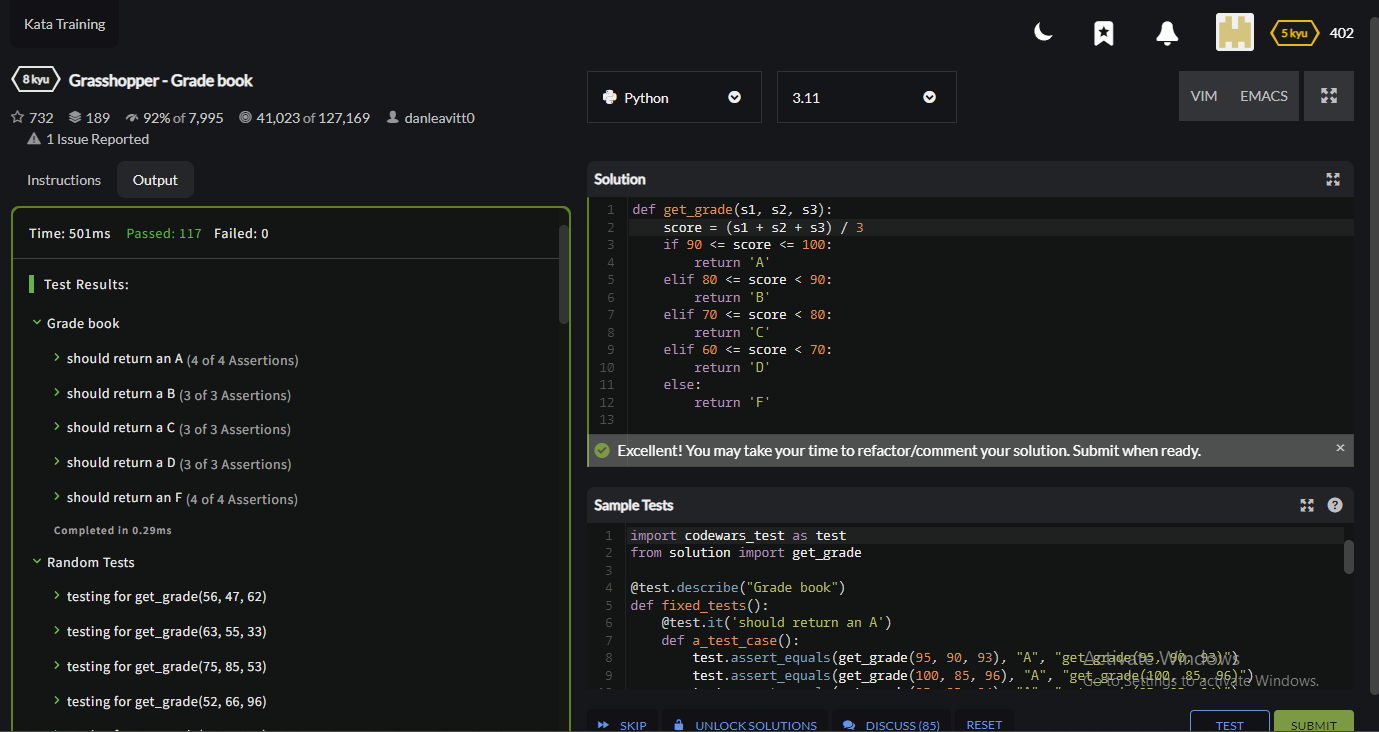 Kata Training
5 kyu 402
8 kyu Grasshopper - Grade book
732 189 92% of 7,995 41,023 of 127,169 danleavitt0
1 Issue Reported
Python 3.11 VIM EMACS
Instructions Output
Time: 501ms Passed: 117 Failed: 0
Test Results:
Grade book
should return an A (4 of 4 Assertions)
should return a B (3 of 3 Assertions)
should return a C (3 of 3 Assertions)
should return a D (3 of 3 Assertions)
should return an F (4 of 4 Assertions)
Completed in 0.29ms
Random Tests
testing for get_grade(56, 47, 62)
testing for get_grade(63, 55, 33)
testing for get_grade(75, 85, 53)
testing for get_grade(52, 66, 96)
Solution
1 def get_grade(s1, s2, s3):
2 score = (s1 + s2 + s3) / 3
3 if 90 <= score <= 100:
4 return 'A'
5 elif 80 <= score < 90:
6 return 'B'
7 elif 70 <= score < 80:
8 return 'C'
9 elif 60 <= score < 70:
10 return 'D'
11 else:
12 return 'F'
13
Excellent! You may take your time to refactor/comment your solution. Submit when ready.
Sample Tests
1 import codewars_test as test
2 from solution import get_grade
3
4 @test.describe("Grade book")
5 def fixed_tests():
6 @test.it('should return an A')
7 def a_test_case():
8 test.assert_equals(get_grade(95, 90, 93), "A", "get_grade(95, 90, 93)")
9 test.assert_equals(get_grade(100, 85, 96), "A", "get_grade(100, 85, 96)")
Activate Windows
Go to Settings to activate Windows.
SKIP UNLOCK SOLUTIONS DISCUSS (85) RESET TEST SUBMIT